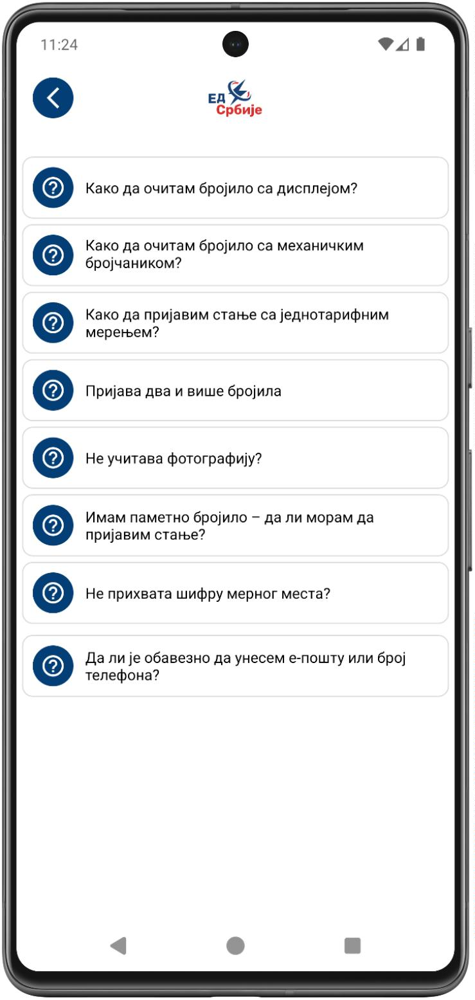 11:24
ЕД
Србије
Како да очитам бројило са дисплејом?
Како да очитам бројило са механичким
бројчаником?
Како да пријавим стање са једнотарифним
мерењем?
Пријава два и више бројила
Не учитава фотографију?
Имам паметно бројило – да ли морам да
пријавим стање?
Не прихвата шифру мерног места?
Да ли је обавезно да унесем е-пошту или број
телефона?